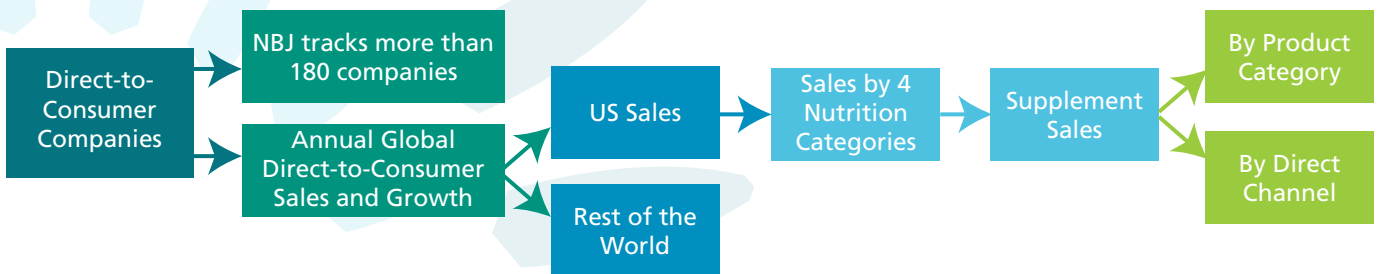 Direct-to-
Consumer
Companies
NBJ tracks more than
180 companies
Annual Global
Direct-to-Consumer
Sales and Growth
US Sales
Rest of the
World
Sales by 4
Nutrition
Categories
Supplement
Sales
By Product
Category
By Direct
Channel